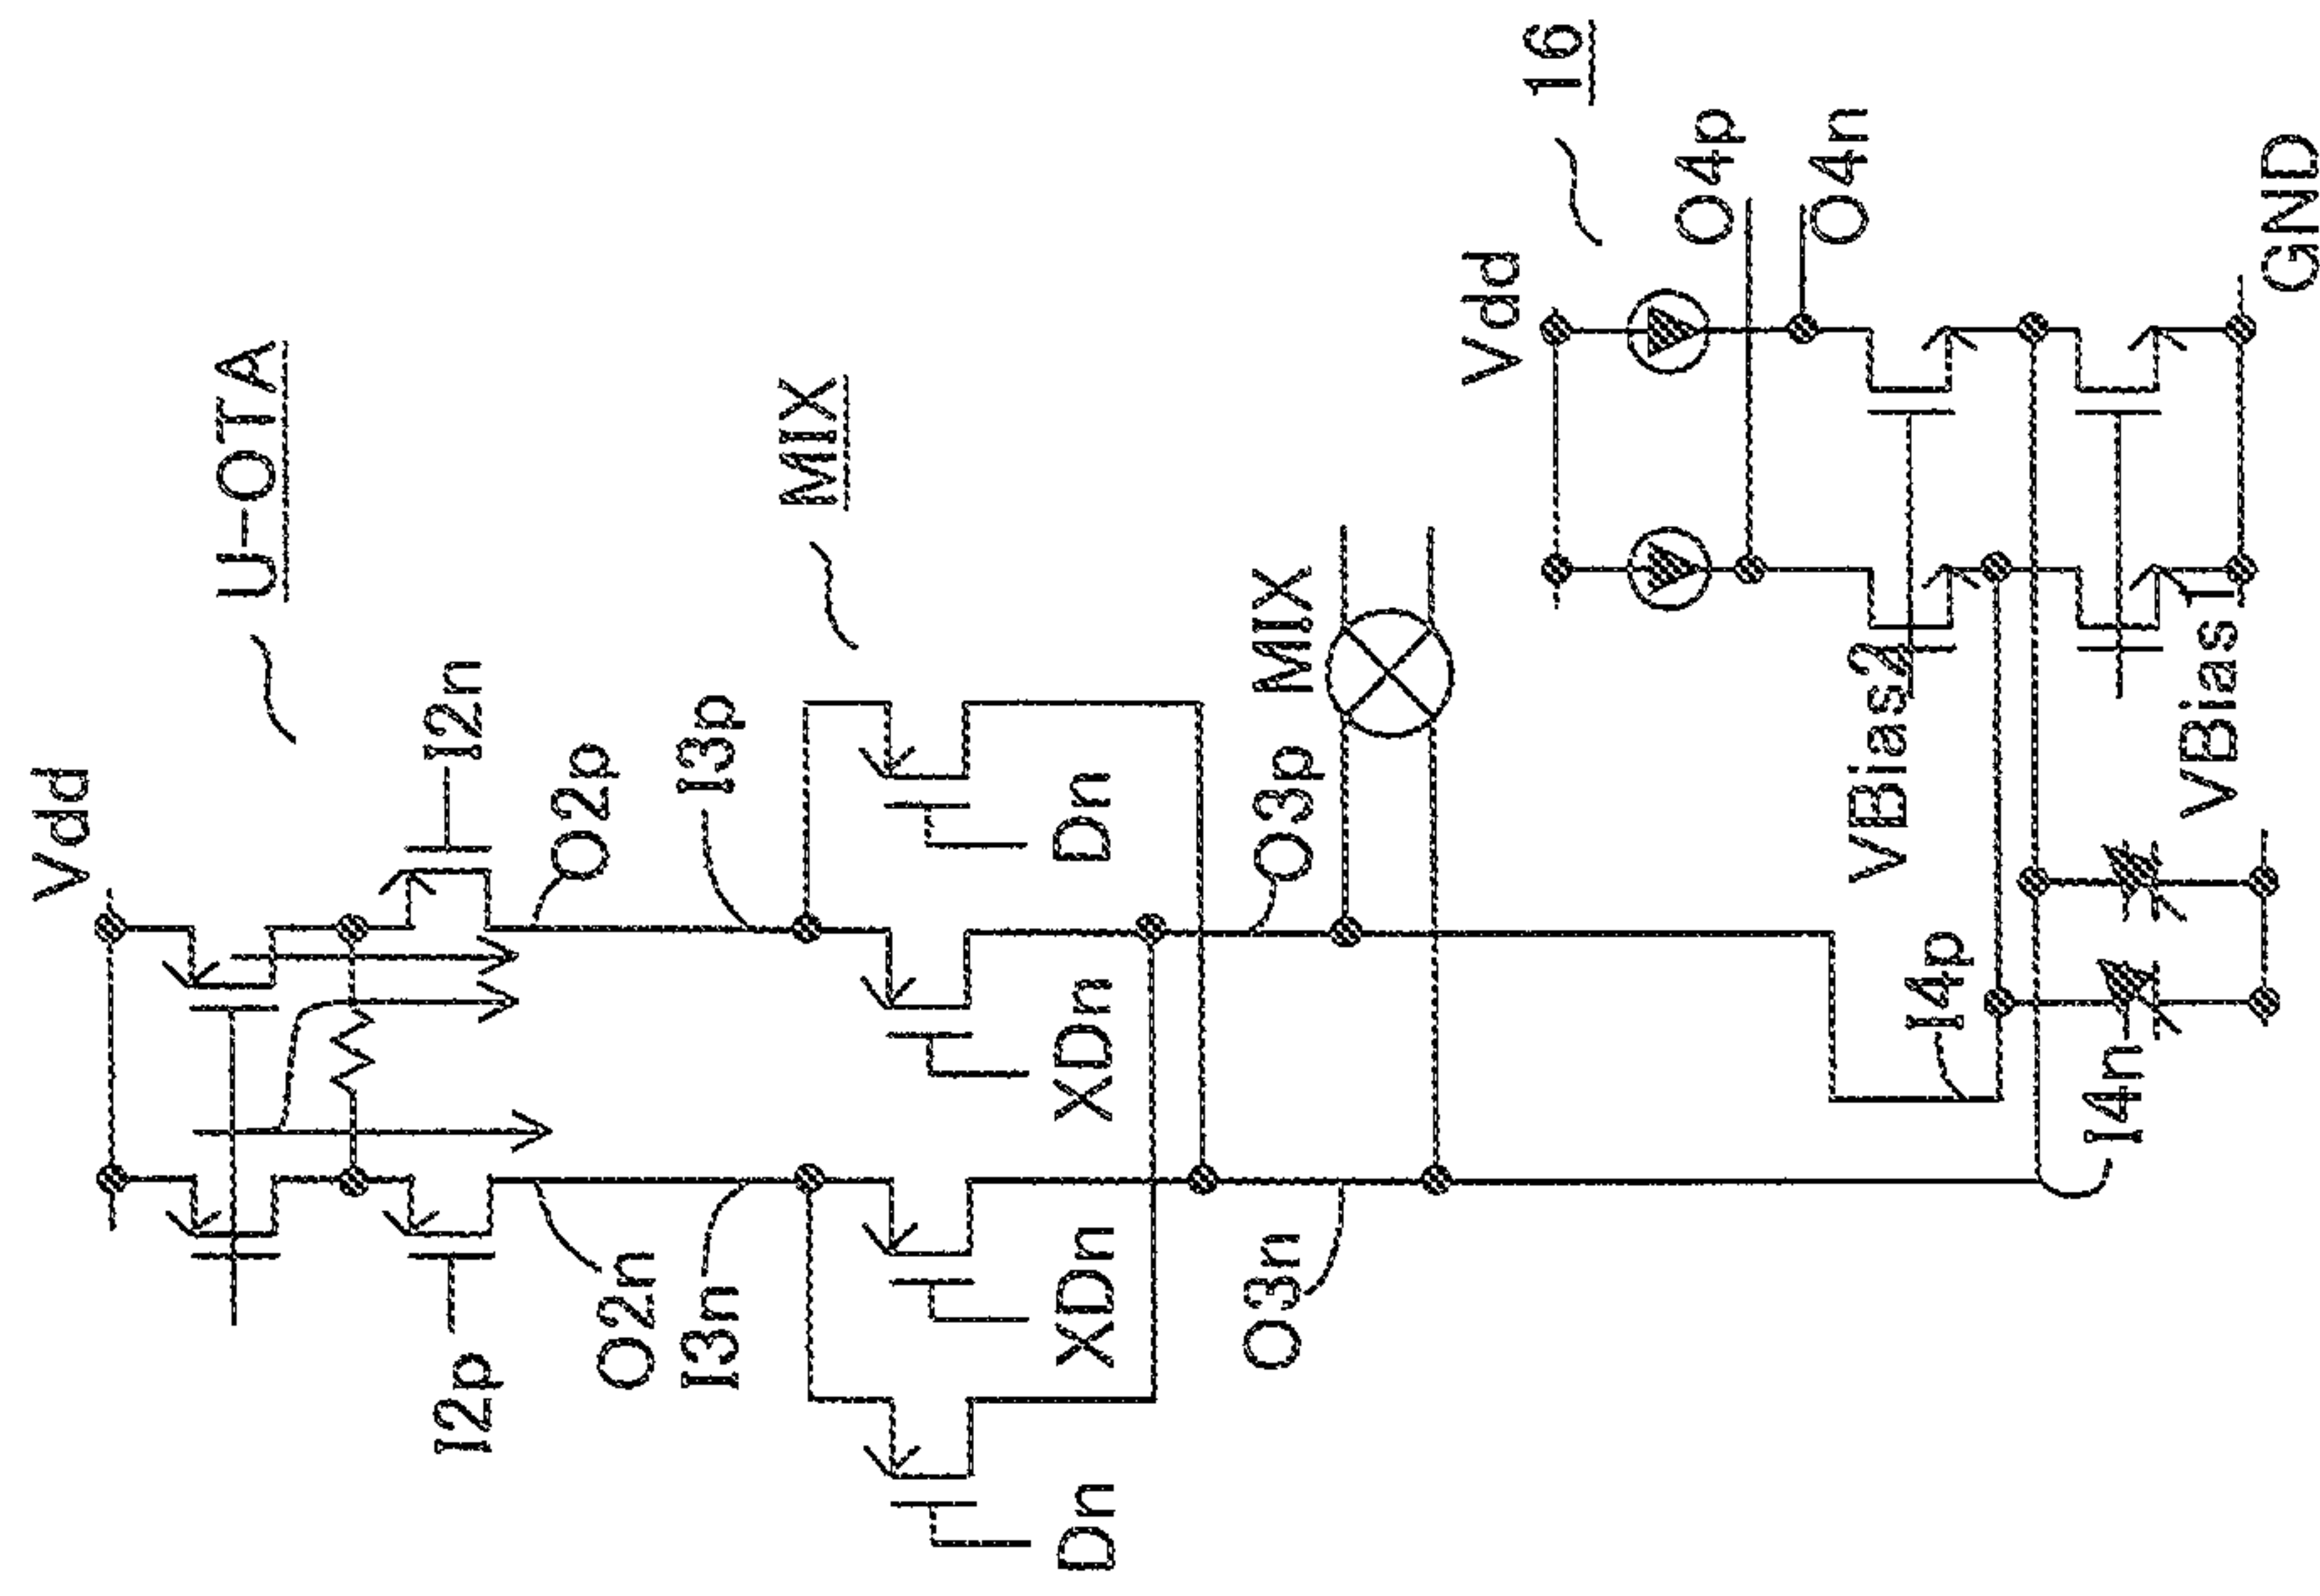 Vdd
U-OTA
I2n
I2p
O2p
O2n
I3p
I3n
MIX
Dn
XDn
XDn
Dn
O3p
O3n
MIX
16
Vdd
O4p
O4n
VBias2
I4p
I4n
VBias1
GND